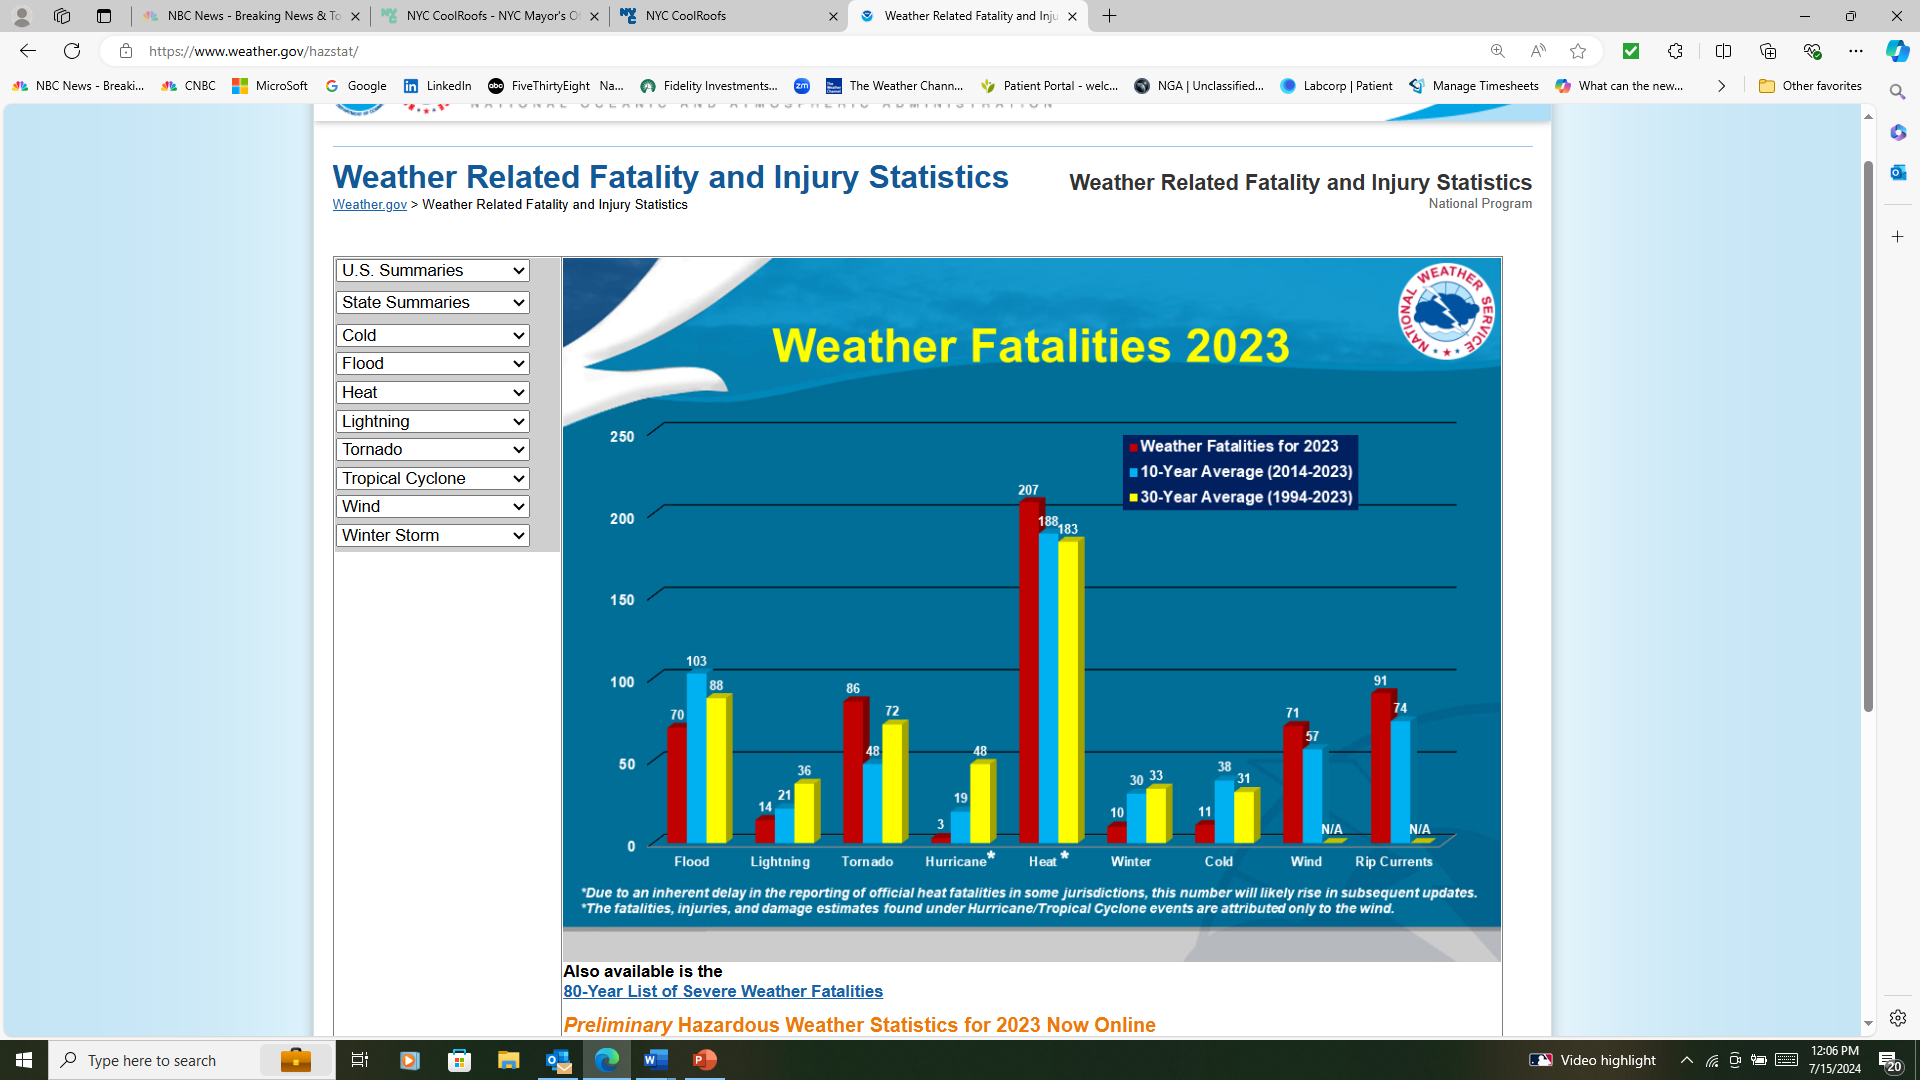 NBC News - Breaking News & To
NYC CoolRoofs - NYC Mayor's O
NYC CoolRoofs
Weather Related Fatality and Inju
https://www.weather.gov/hazstat/
NBC News - Breaki...
CNBC
MicroSoft
Google
LinkedIn
FiveThirtyEight Na...
Fidelity Investments...
The Weather Chann...
Patient Portal - welc...
NGA | Unclassified...
Labcorp | Patient
Manage Timesheets
What can the new...
Other favorites
NATIONAL OCEANIC AND ATMOSPHERIC ADMINISTRATION
Weather Related Fatality and Injury Statistics
Weather Related Fatality and Injury Statistics
Weather.gov > Weather Related Fatality and Injury Statistics
National Program
U.S. Summaries
State Summaries
Cold
Flood
Heat
Lightning
Tornado
Tropical Cyclone
Wind
Winter Storm
NATIONAL WEATHER SERVICE
Weather Fatalities 2023
Weather Fatalities for 2023
10-Year Average (2014-2023)
30-Year Average (1994-2023)
250
200
150
100
50
0
70 103 88
14 21 36
86 48 72
3 19 48
207 188 183
10 30 33
11 38 31
71 57 N/A
91 74 N/A
Flood Lightning Tornado Hurricane* Heat* Winter Cold Wind Rip Currents
*Due to an inherent delay in the reporting of official heat fatalities in some jurisdictions, this number will likely rise in subsequent updates.
*The fatalities, injuries, and damage estimates found under Hurricane/Tropical Cyclone events are attributed only to the wind.
Also available is the
80-Year List of Severe Weather Fatalities
Preliminary Hazardous Weather Statistics for 2023 Now Online
Type here to search
Video highlight
12:06 PM
7/15/2024
20